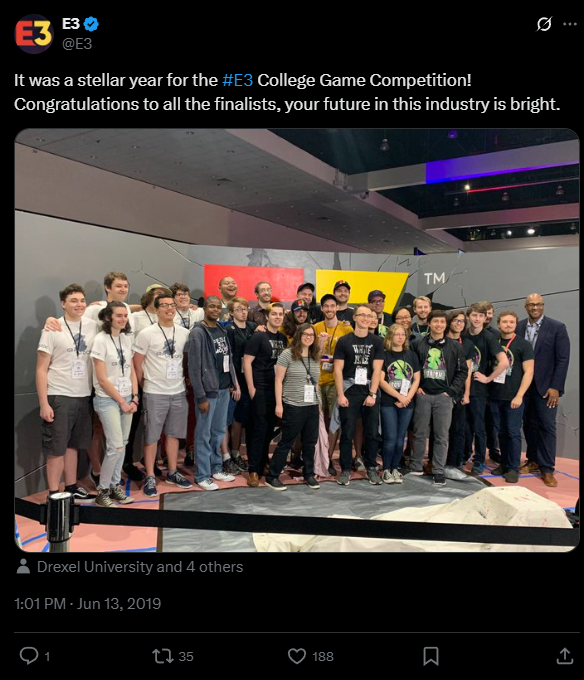 E3
E3
@E3
It was a stellar year for the #E3 College Game Competition!
Congratulations to all the finalists, your future in this industry is bright.
TM
Drexel University and 4 others
1:01 PM · Jun 13, 2019
1
35
188